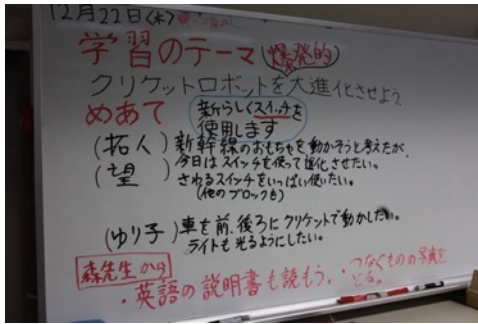 12月22日(木)
学習のテーマ(爆発的)
クリケットロボットを大進化させよう.
めあて
新らしくスイッチを
使用します
(拓人) 新幹線のおもちゃを動かそうと考えたが、
今日はスイッチを使って進化させたい。
(望) さわるスイッチをいっぱい使いたい。
(他のブロックも)
(ゆり子) 車を前、後ろにクリケットで動かしたい。
ライトも光るようにしたい。
森先生から
・英語の説明書も読もう。・つなぐものの写真を
とる。